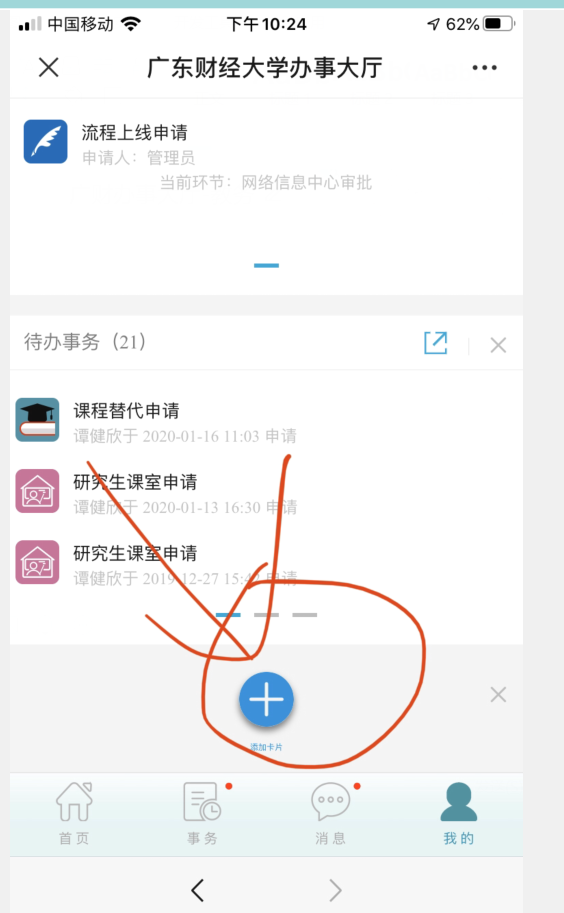 中国移动 下午10:24 62%
广东财经大学办事大厅
流程上线申请
申请人：管理员
当前环节：网络信息中心审批
待办事务（21）
课程替代申请
谭健欣于 2020-01-16 11:03 申请
研究生课室申请
谭健欣于 2020-01-13 16:30 申请
研究生课室申请
谭健欣于 2019-12-27 15:42 申请
添加卡片
首页 事务 消息 我的